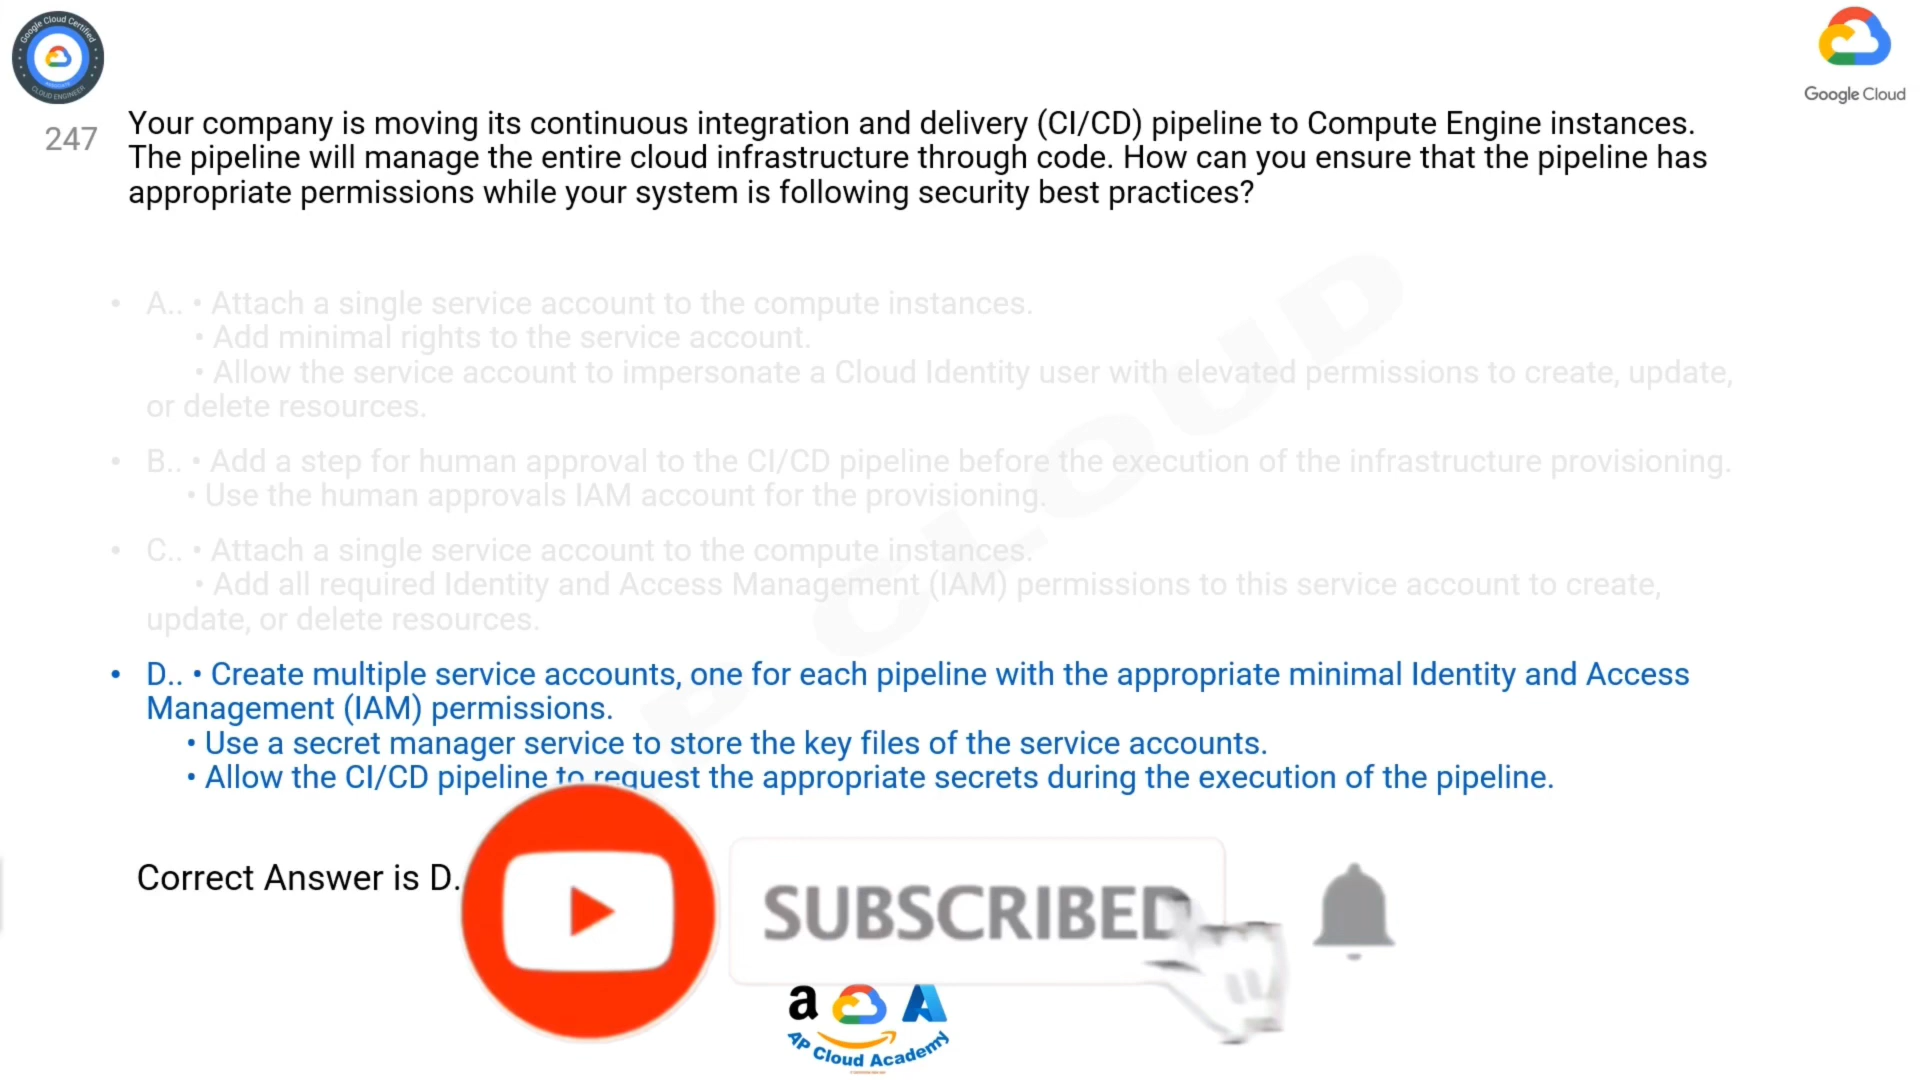 Google Cloud Certified
ASSOCIATE
CLOUD ENGINEER
Google Cloud
247
Your company is moving its continuous integration and delivery (CI/CD) pipeline to Compute Engine instances.
The pipeline will manage the entire cloud infrastructure through code. How can you ensure that the pipeline has
appropriate permissions while your system is following security best practices?
• A.. • Attach a single service account to the compute instances.
• Add minimal rights to the service account.
• Allow the service account to impersonate a Cloud Identity user with elevated permissions to create, update,
or delete resources.
• B.. • Add a step for human approval to the CI/CD pipeline before the execution of the infrastructure provisioning.
• Use the human approvals IAM account for the provisioning.
• C.. • Attach a single service account to the compute instances.
• Add all required Identity and Access Management (IAM) permissions to this service account to create,
update, or delete resources.
• D.. • Create multiple service accounts, one for each pipeline with the appropriate minimal Identity and Access
Management (IAM) permissions.
• Use a secret manager service to store the key files of the service accounts.
• Allow the CI/CD pipeline to request the appropriate secrets during the execution of the pipeline.
AP CLOUD
Correct Answer is D.
SUBSCRIBED
a
AP Cloud Academy